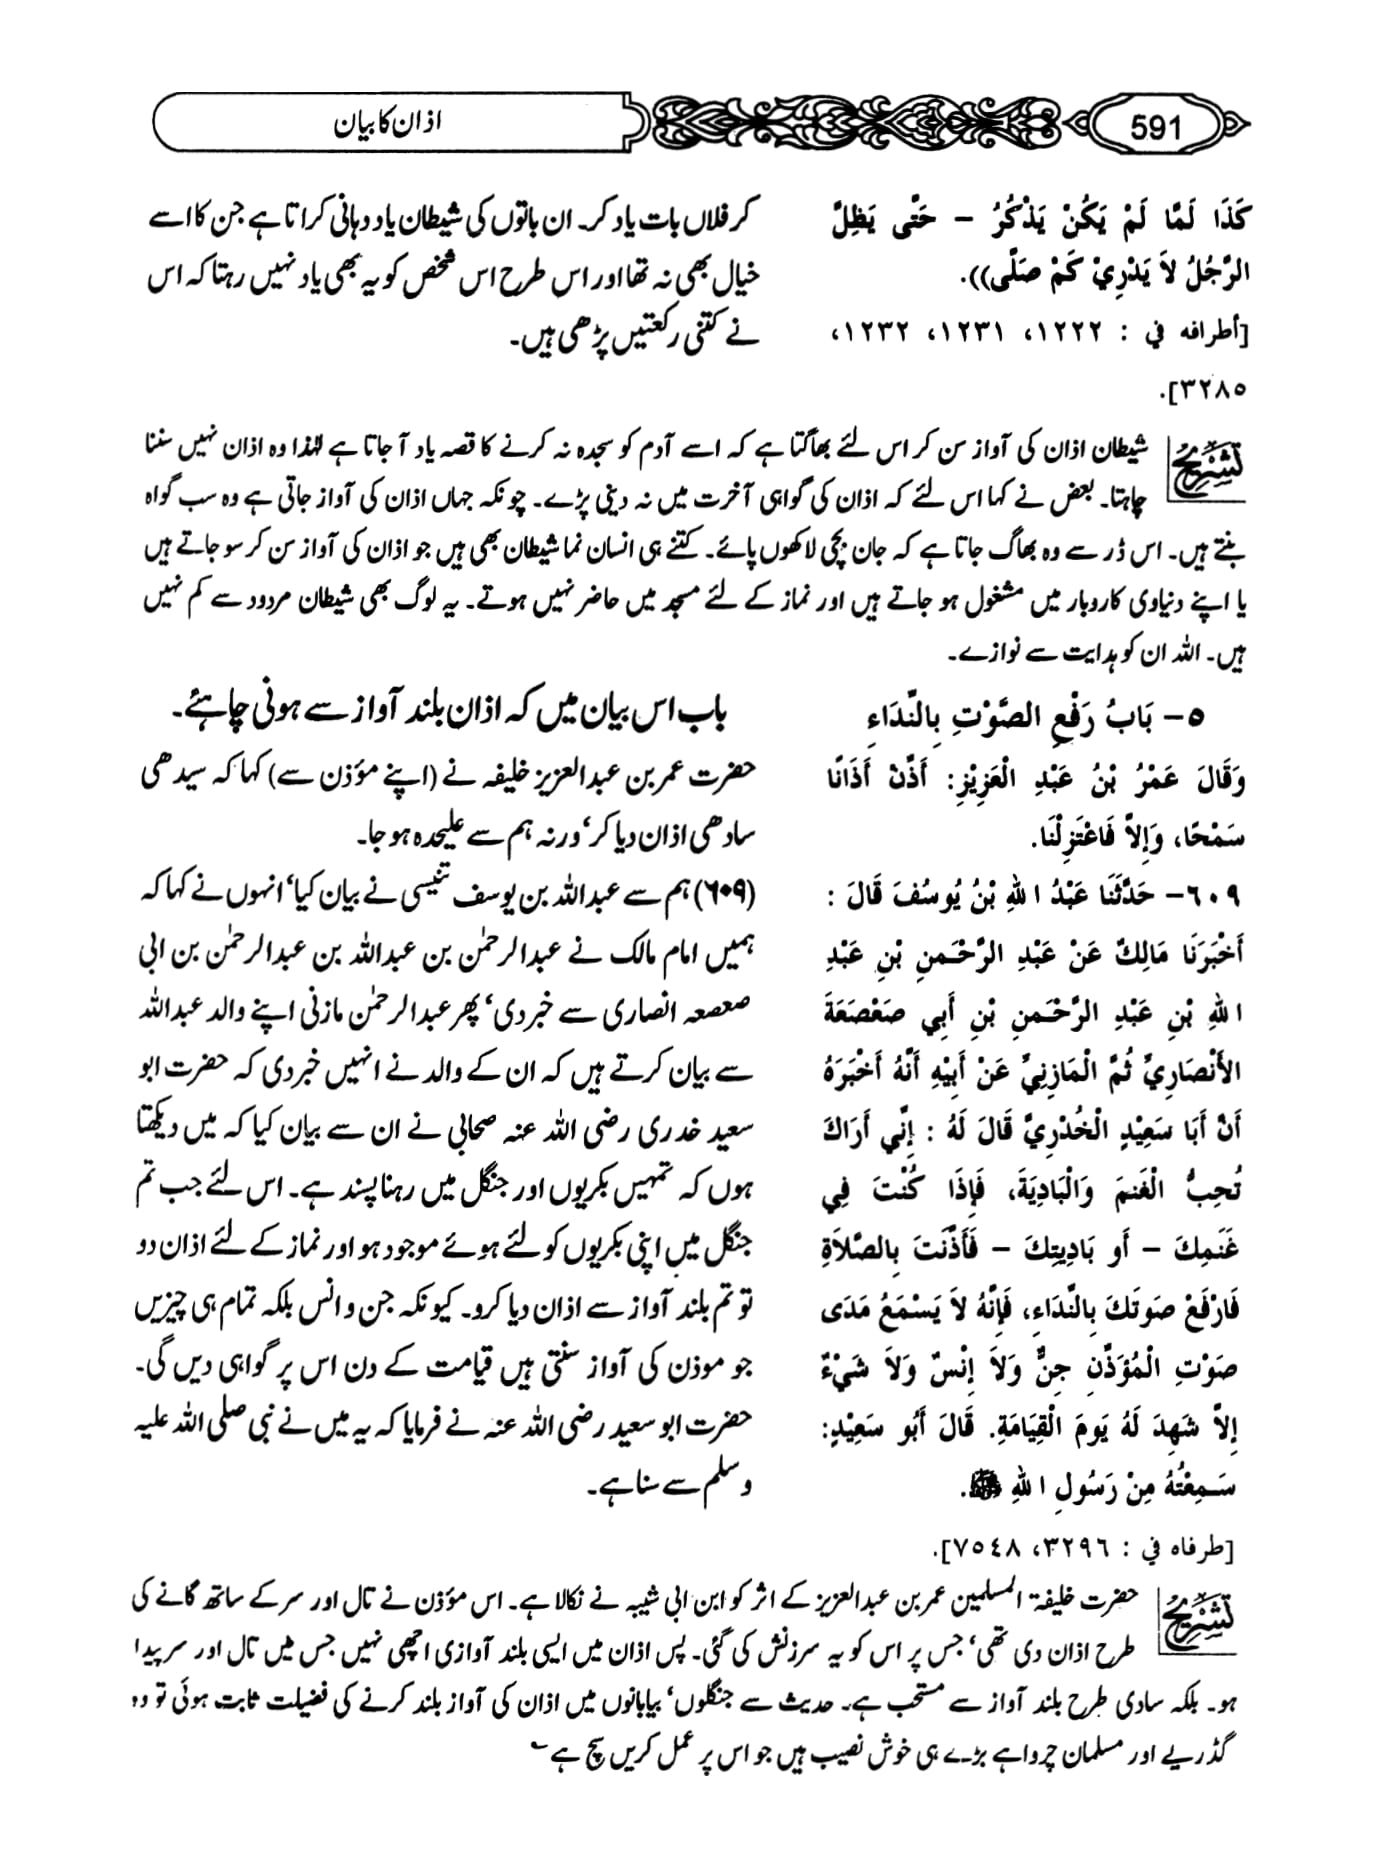 591
اذان کا بیان
كَذَا لَمَّا لَمْ يَكُنْ يَذْكُرُ – حَتَّى يَظِلَّ
الرَّجُلُ لاَ يَدْرِيْ كَمْ صَلَّى)).
[أطرافه في : ١٢٢٢، ١٢٣١، ١٢٣٢،
٣٢٨٥].
کر فلاں بات یاد کر۔ ان باتوں کی شیطان یاد دہانی کراتا ہے جن کا اسے
خیال بھی نہ تھا اور اس طرح اس شخص کو یہ بھی یاد نہیں رہتا کہ اس
نے کتنی رکعتیں پڑھی ہیں۔
تشریح شیطان اذان کی آواز سن کر اس لئے بھاگتا ہے کہ اسے آدم کو سجدہ نہ کرنے کا قصہ یاد آ جاتا ہے لہٰذا وہ اذان نہیں سننا
چاہتا۔ بعض نے کہا اس لئے کہ اذان کی گواہی آخرت میں نہ دینی پڑے۔ چونکہ جہاں اذان کی آواز جاتی ہے وہ سب گواہ
بنتے ہیں۔ اس ڈر سے وہ بھاگ جاتا ہے کہ جان بچی لاکھوں پائے۔ کتنے ہی انسان نما شیطان بھی ہیں جو اذان کی آواز سن کر سو جاتے ہیں
یا اپنے دنیاوی کاروبار میں مشغول ہو جاتے ہیں اور نماز کے لئے مسجد میں حاضر نہیں ہوتے۔ یہ لوگ بھی شیطان مردود سے کم نہیں
ہیں۔ اللہ ان کو ہدایت سے نوازے۔
٥– بَابُ رَفْعِ الصَّوْتِ بِالنَّدَاءِ
وَقَالَ عَمْرُ بْنُ عَبْدِ الْعَزِيْزِ: أَذِّنْ أَذَانًا
سَمْحًا، وَإِلاَّ فَاعْتَزِلْنَا.
٦٠٩– حَدَّثَنَا عَبْدُ اللهِ بْنُ يُوسُفَ قَالَ :
أَخْبَرَنَا مَالِكٌ عَنْ عَبْدِ الرَّحْمنِ بْنِ عَبْدِ
اللهِ بْنِ عَبْدِ الرَّحْمنِ بْنِ أَبِي صَعْصَعَةَ
الأَنْصَارِيِّ ثُمَّ الْمَازِنِيِّ عَنْ أَبِيْهِ أَنَّهُ أَخْبَرَهُ
أَنَّ أَبَا سَعِيْدٍ الْخُدْرِيَّ قَالَ لَهُ : إِنِّي أَرَاكَ
تُحِبُّ الْغَنَمَ وَالْبَادِيَةَ، فَإِذَا كُنْتَ فِي
غَنَمِكَ – أَو بَادِيتِكَ – فَأَذَّنْتَ بِالصَّلاَةِ
فَارْفَعْ صَوتَكَ بِالنِّدَاءِ، فَإِنَّهُ لاَ يَسْمَعُ مَدَى
صَوْتِ الْمُؤَذِّنِ جِنٌّ وَلاَ إِنْسٌ وَلاَ شَيْءٌ
إِلاَّ شَهِدَ لَهُ يَومَ الْقِيَامَةِ. قَالَ أَبُو سَعِيْدٍ:
سَمِعْتُهُ مِنْ رَسُولِ اللهِ ﷺ.
[طرفاه في : ٣٢٩٦، ٧٥٤٨].
باب اس بیان میں کہ اذان بلند آواز سے ہونی چاہئے۔
حضرت عمر بن عبدالعزیز خلیفہ نے (اپنے مؤذن سے) کہا کہ سیدھی
سادھی اذان دیا کر‘ ورنہ ہم سے علیحدہ ہو جا۔
(۶۰۹) ہم سے عبداللہ بن یوسف تنیسی نے بیان کیا‘ انہوں نے کہا کہ
ہمیں امام مالک نے عبدالرحمٰن بن عبداللہ بن عبدالرحمٰن بن ابی
صعصعہ انصاری سے خبر دی‘ پھر عبدالرحمٰن مازنی اپنے والد عبداللہ
سے بیان کرتے ہیں کہ ان کے والد نے انہیں خبر دی کہ حضرت ابو
سعید خدری رضی اللہ عنہ صحابی نے ان سے بیان کیا کہ میں دیکھتا
ہوں کہ تمہیں بکریوں اور جنگل میں رہنا پسند ہے۔ اس لئے جب تم
جنگل میں اپنی بکریوں کو لئے ہوئے موجود ہو اور نماز کے لئے اذان دو
تو تم بلند آواز سے اذان دیا کرو۔ کیونکہ جن و انس بلکہ تمام ہی چیزیں
جو موذن کی آواز سنتی ہیں قیامت کے دن اس پر گواہی دیں گی۔
حضرت ابو سعید رضی اللہ عنہ نے فرمایا کہ یہ میں نے نبی صلی اللہ علیہ
وسلم سے سنا ہے۔
تشریح حضرت خلیفۃ المسلمین عمر بن عبدالعزیز کے اثر کو ابن ابی شیبہ نے نکالا ہے۔ اس مؤذن نے تال اور سر کے ساتھ گانے کی
طرح اذان دی تھی‘ جس پر اس کو یہ سرزنش کی گئی۔ پس اذان میں ایسی بلند آوازی اچھی نہیں جس میں تال اور سر پیدا
ہو۔ بلکہ سادی طرح بلند آواز سے مستحب ہے۔ حدیث سے جنگلوں‘ بیابانوں میں اذان کی آواز بلند کرنے کی فضیلت ثابت ہوئی تو وہ
گڈریے اور مسلمان چرواہے بڑے ہی خوش نصیب ہیں جو اس پر عمل کریں سچ ہے